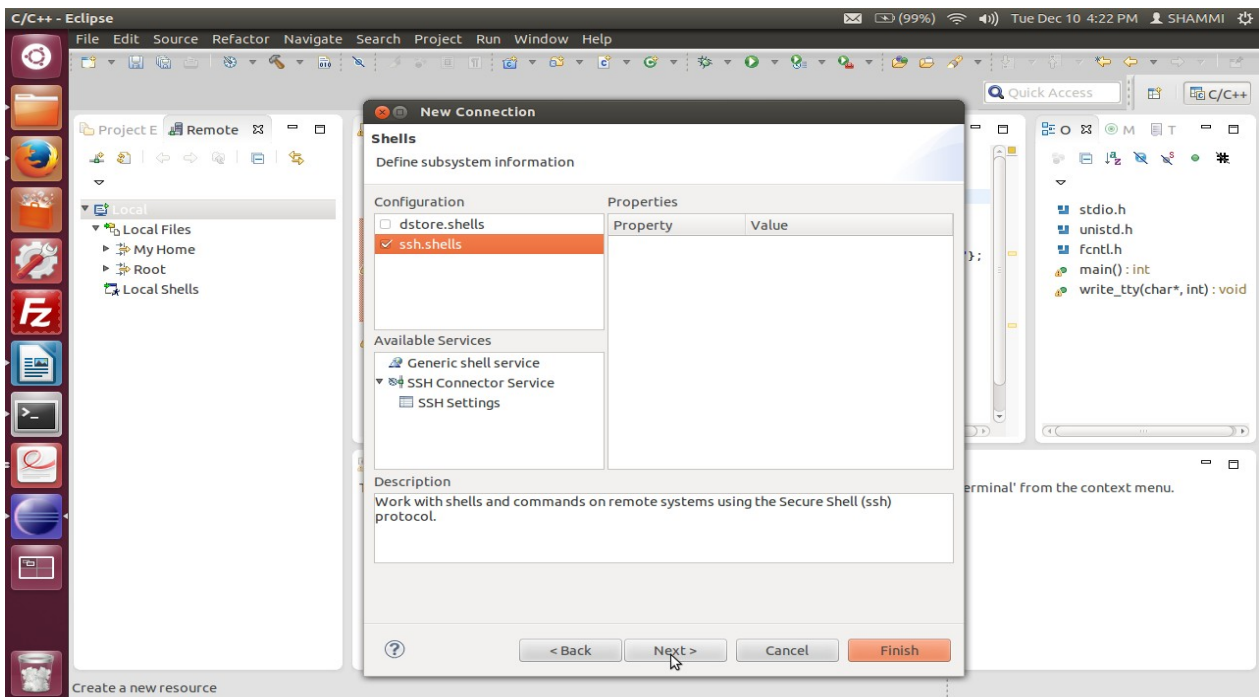 C/C++ - Eclipse
(99%) Tue Dec 10 4:22 PM SHAMMI
File Edit Source Refactor Navigate Search Project Run Window Help
Quick Access
C/C++
Project E Remote
O M T
New Connection
Shells
Define subsystem information
Configuration
dstore.shells
ssh.shells
Properties
Property Value
Available Services
Generic shell service
SSH Connector Service
SSH Settings
Description
Work with shells and commands on remote systems using the Secure Shell (ssh)
protocol.
< Back Next > Cancel Finish
Local
Local Files
My Home
Root
Local Shells
stdio.h
unistd.h
fcntl.h
main() : int
write_tty(char*, int) : void
"};
erminal' from the context menu.
Fz
Create a new resource